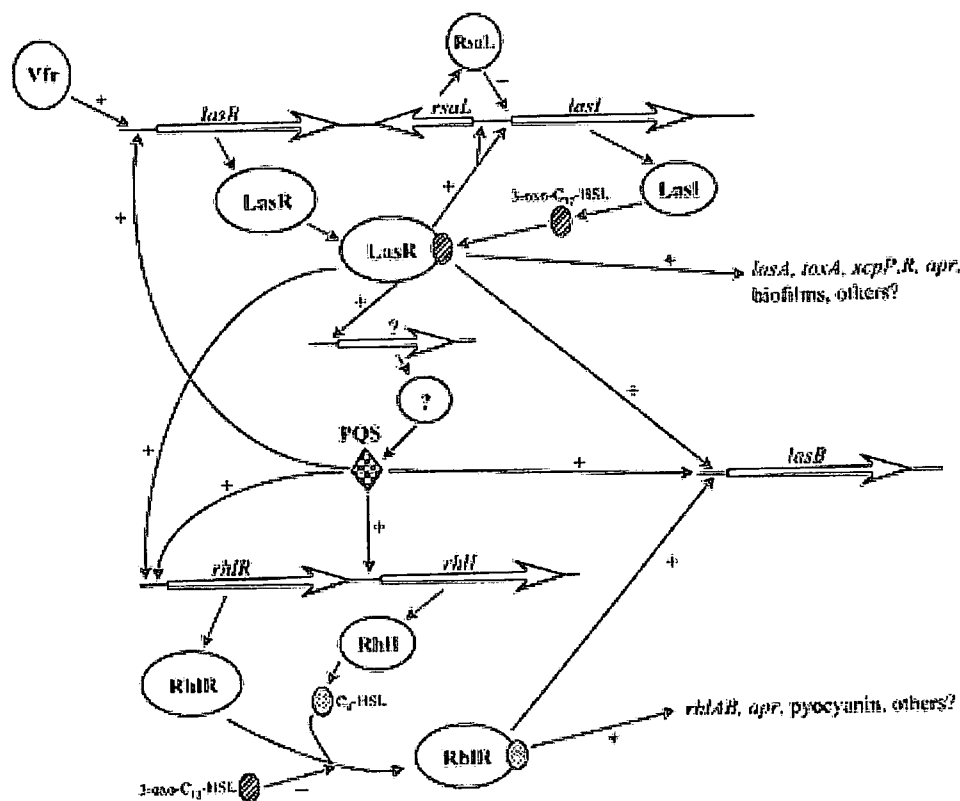 RsaL
Vfr
+
−
lasR
rsaL
lasI
+
+
LasR
LasI
3-oxo-C12-HSL
LasR
+
lasA, toxA, xcpP,R, apr,
biofilms, others?
+
?
?
+
PQS
+
+
lasB
+
+
+
rhlR
rhlI
+
RhlI
RhlR
C4-HSL
rhlAB, apr, pyocyanin, others?
RhlR
+
3-oxo-C12-HSL
−